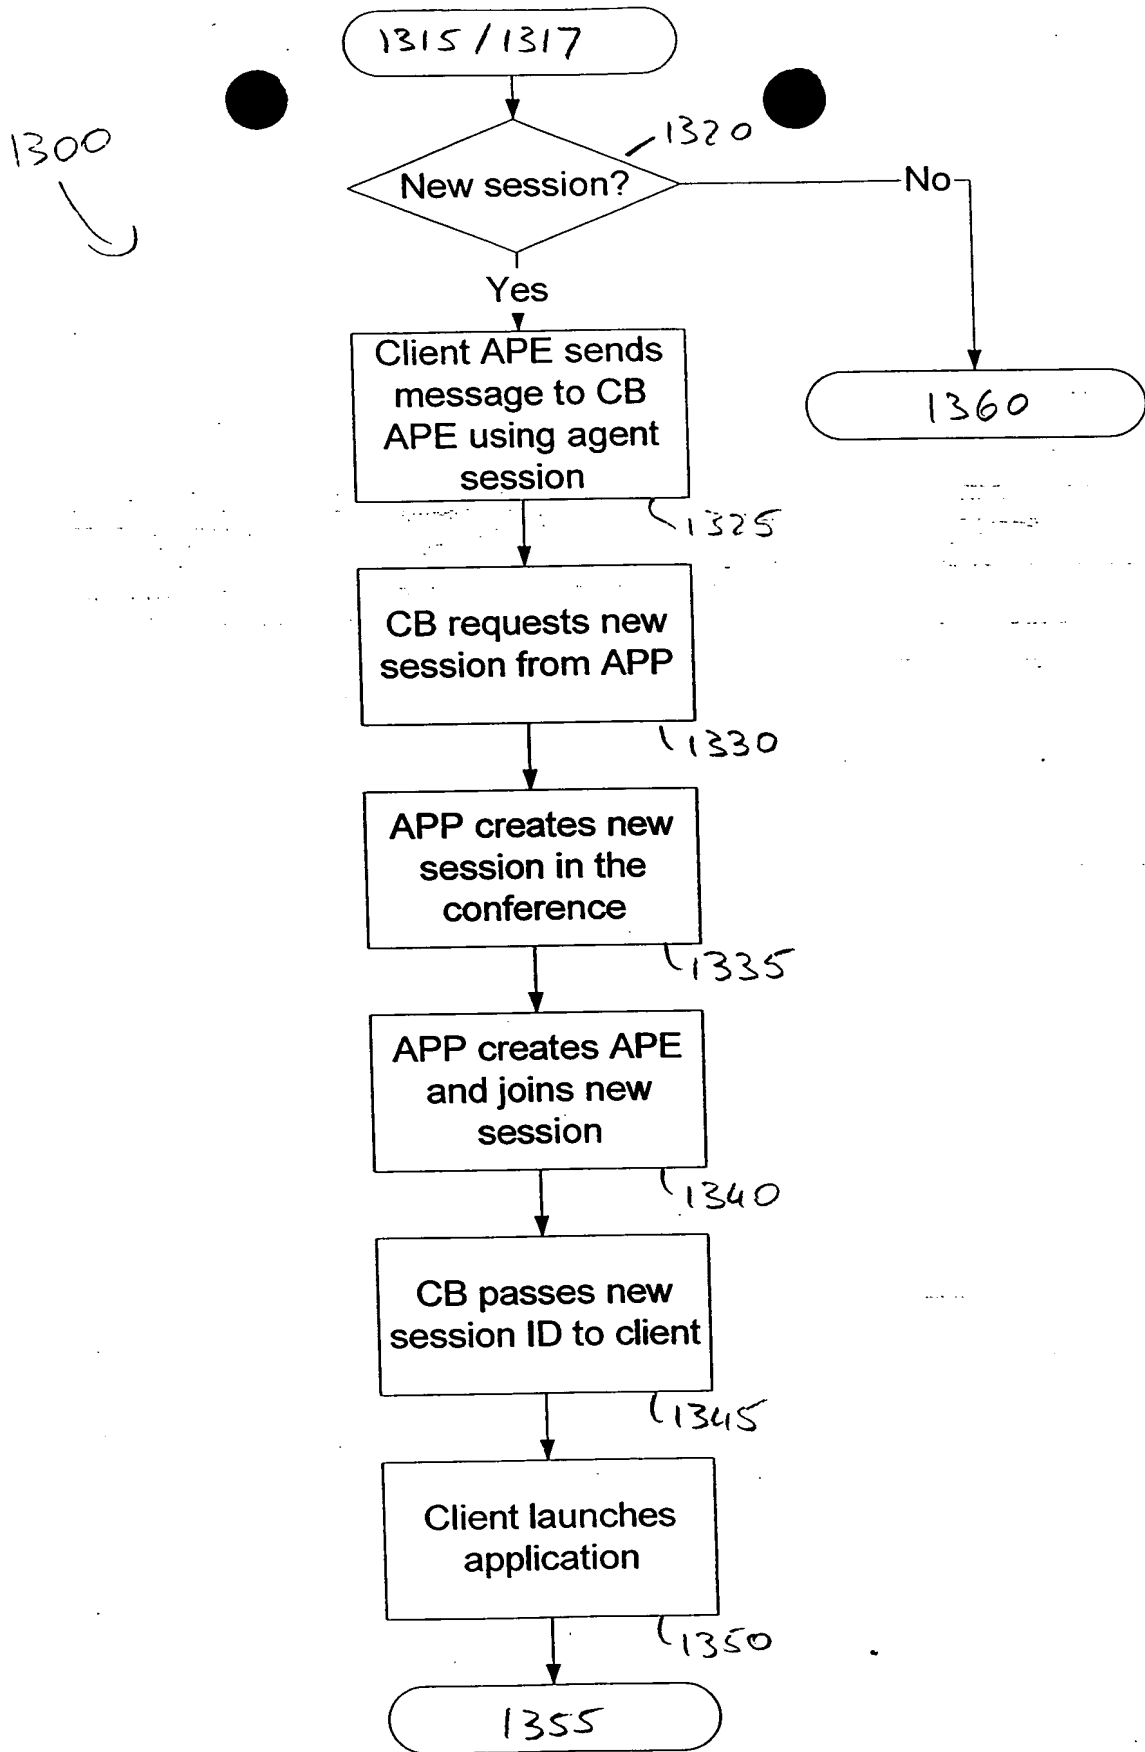 1315 / 1317
1300
1320
New session?
No
Yes
Client APE sends
message to CB
APE using agent
session
1360
1325
CB requests new
session from APP
1330
APP creates new
session in the
conference
1335
APP creates APE
and joins new
session
1340
CB passes new
session ID to client
1345
Client launches
application
1350
1355